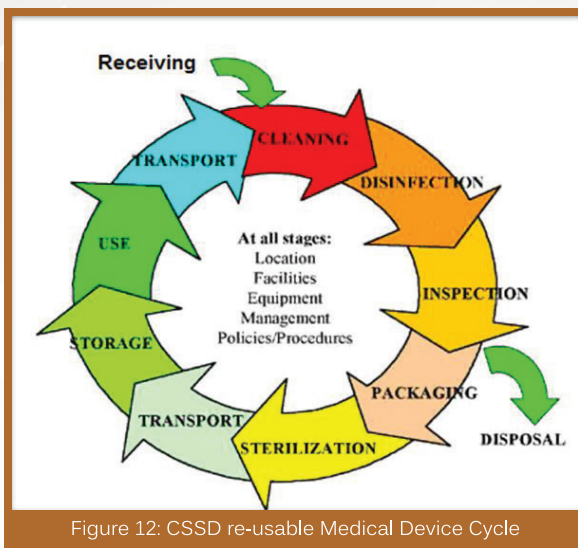 Receiving
CLEANING
DISINFECTION
INSPECTION
DISPOSAL
PACKAGING
STERILIZATION
TRANSPORT
STORAGE
USE
TRANSPORT
At all stages:
Location
Facilities
Equipment
Management
Policies/Procedures
Figure 12: CSSD re-usable Medical Device Cycle